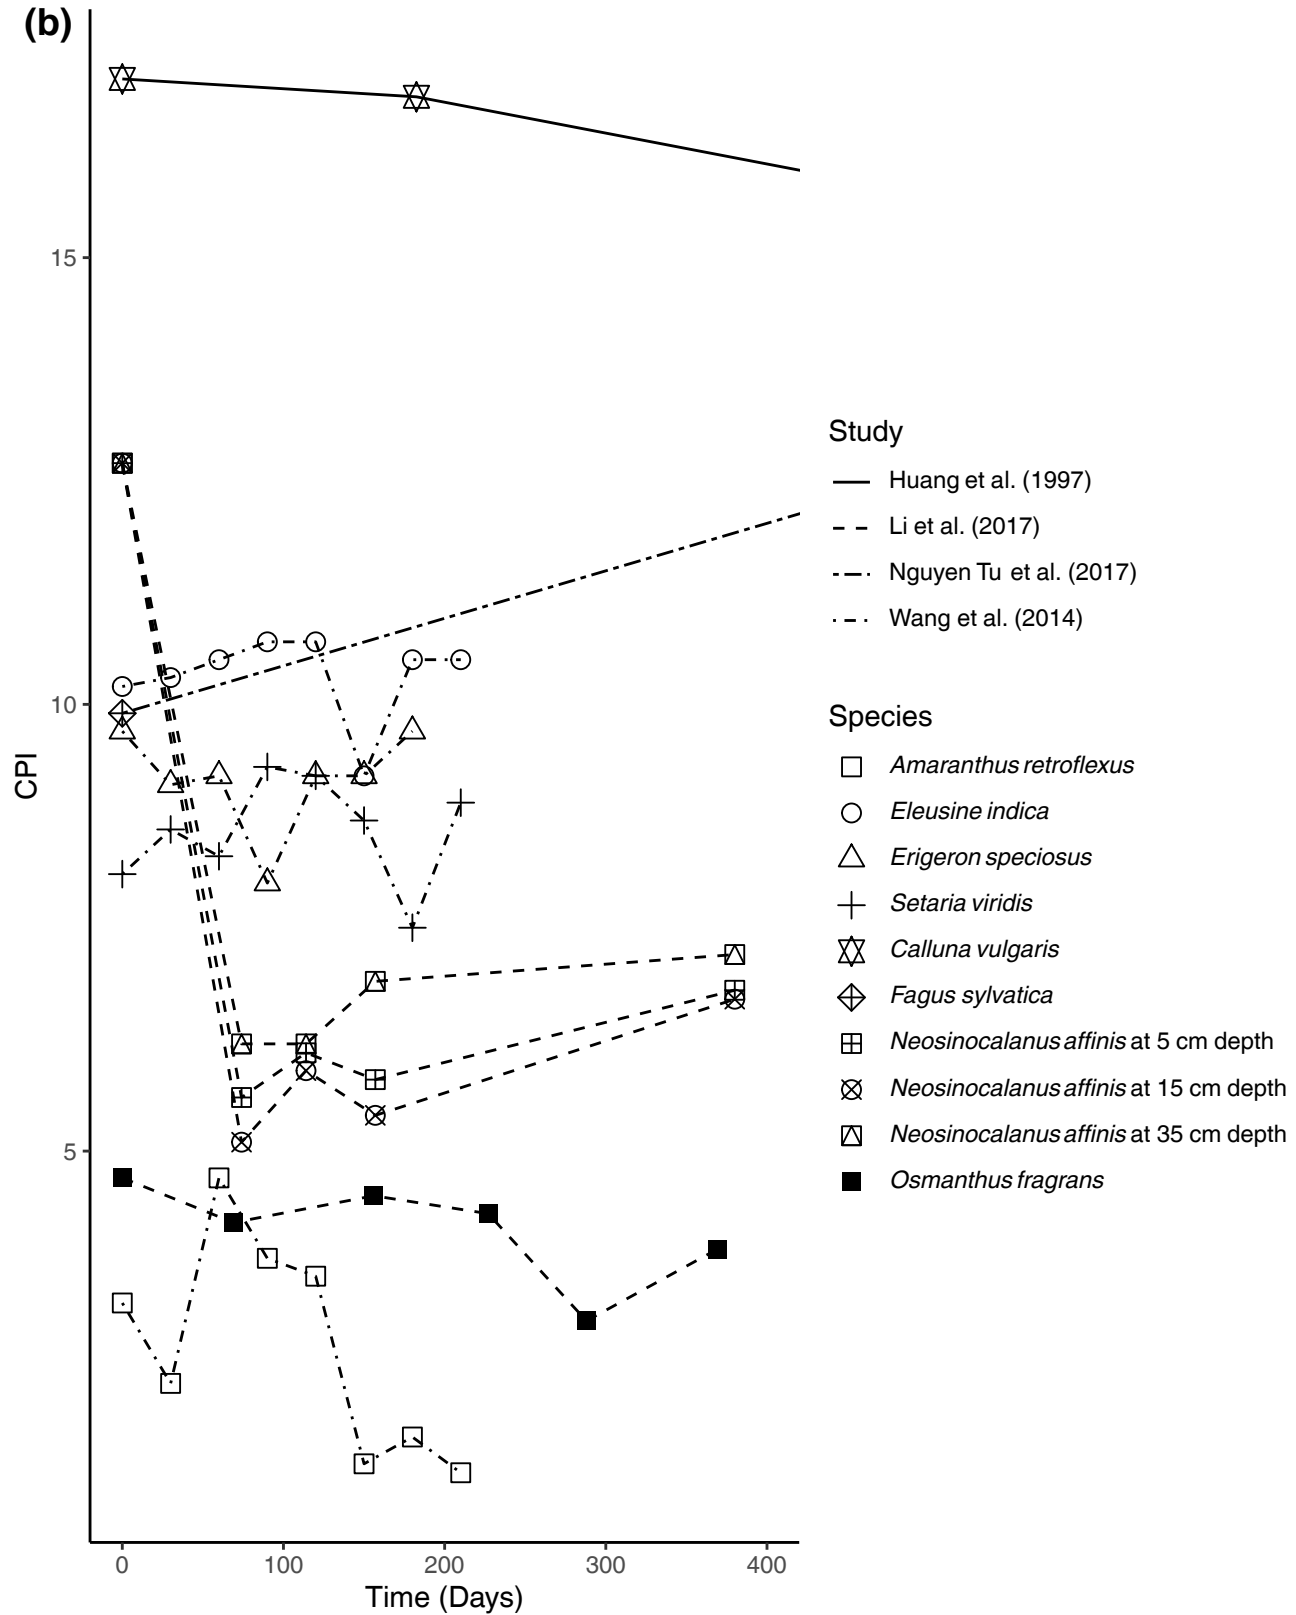 (b)
15
10
5
CPI
0 100 200 300 400
Time (Days)
Study
Huang et al. (1997)
Li et al. (2017)
Nguyen Tu et al. (2017)
Wang et al. (2014)
Species
Amaranthus retroflexus
Eleusine indica
Erigeron speciosus
Setaria viridis
Calluna vulgaris
Fagus sylvatica
Neosinocalanus affinis at 5 cm depth
Neosinocalanus affinis at 15 cm depth
Neosinocalanus affinis at 35 cm depth
Osmanthus fragrans